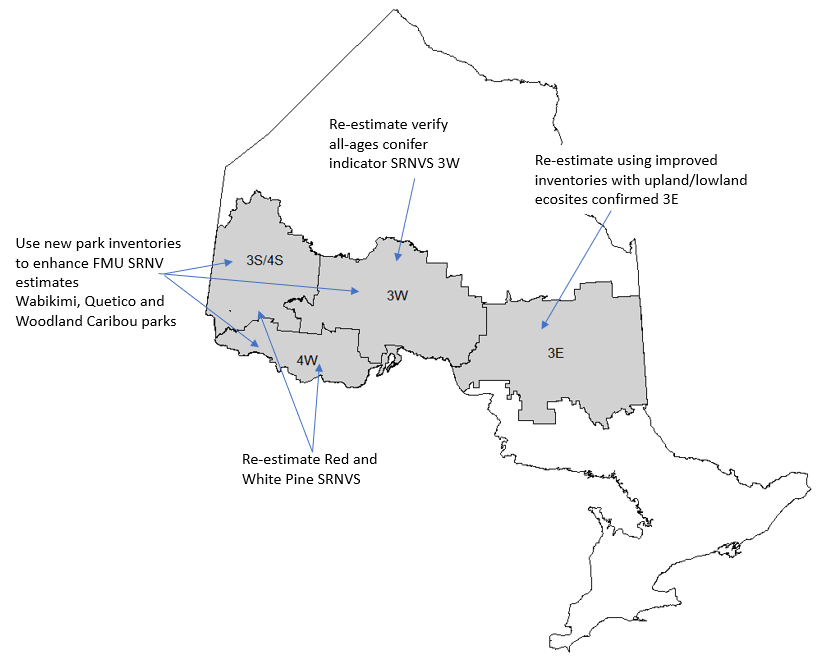 Re-estimate verify
all-ages conifer
indicator SRNVS 3W
Re-estimate using improved
inventories with upland/lowland
ecosites confirmed 3E
Use new park inventories
to enhance FMU SRNV
estimates
Wabikimi, Quetico and
Woodland Caribou parks
3S/4S
3W
3E
4W
Re-estimate Red and
White Pine SRNVS